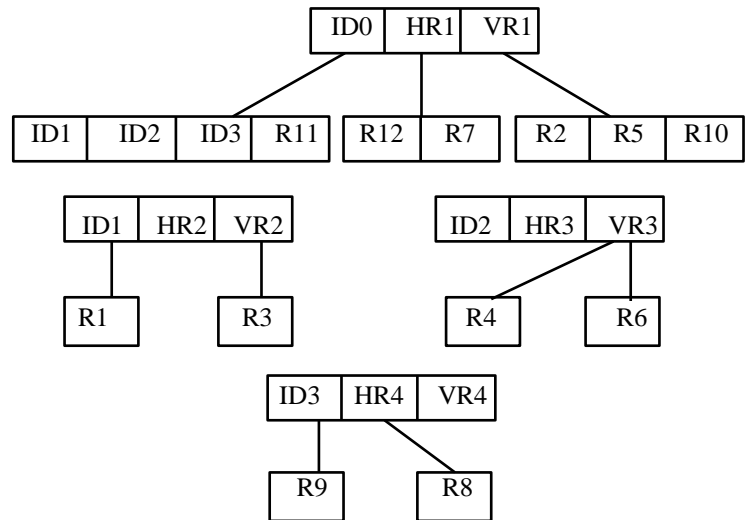 ID0 HR1 VR1
ID1 ID2 ID3 R11 R12 R7 R2 R5 R10
ID1 HR2 VR2 ID2 HR3 VR3
R1 R3 R4 R6
ID3 HR4 VR4
R9 R8